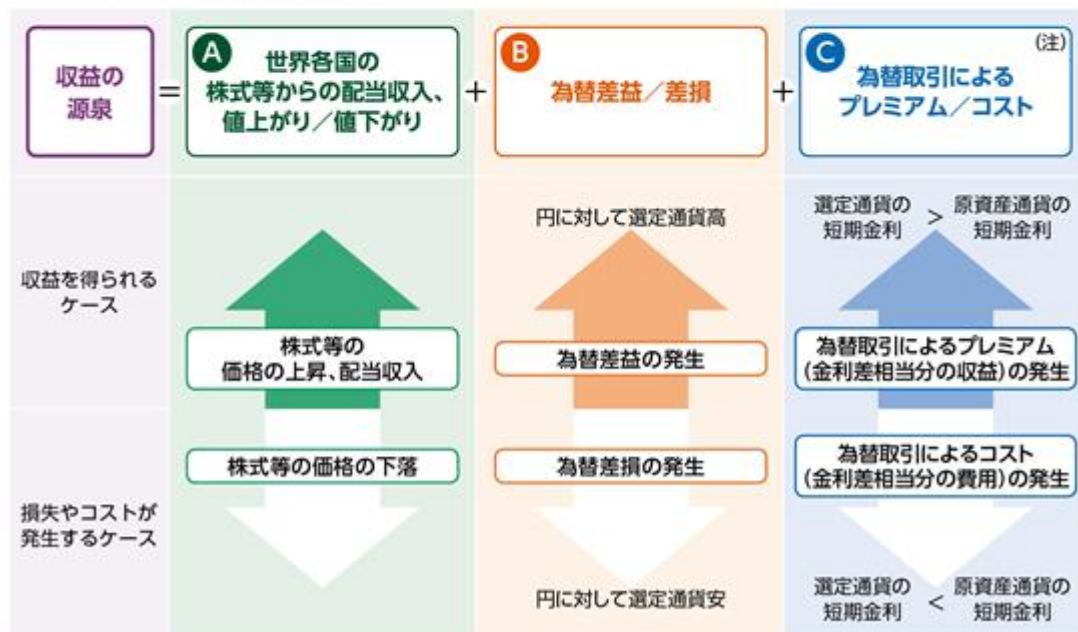 収益の
源泉
=
A
世界各国の
株式等からの配当収入、
値上がり／値下がり
+
B
為替差益／差損
+
C
(注)
為替取引による
プレミアム／コスト
収益を得られる
ケース
株式等の
価格の上昇、配当収入
円に対して選定通貨高
為替差益の発生
選定通貨の
短期金利
>
原資産通貨の
短期金利
為替取引によるプレミアム
(金利差相当分の収益)の発生
損失やコストが
発生するケース
株式等の価格の下落
為替差損の発生
円に対して選定通貨安
為替取引によるコスト
(金利差相当分の費用)の発生
選定通貨の
短期金利
<
原資産通貨の
短期金利